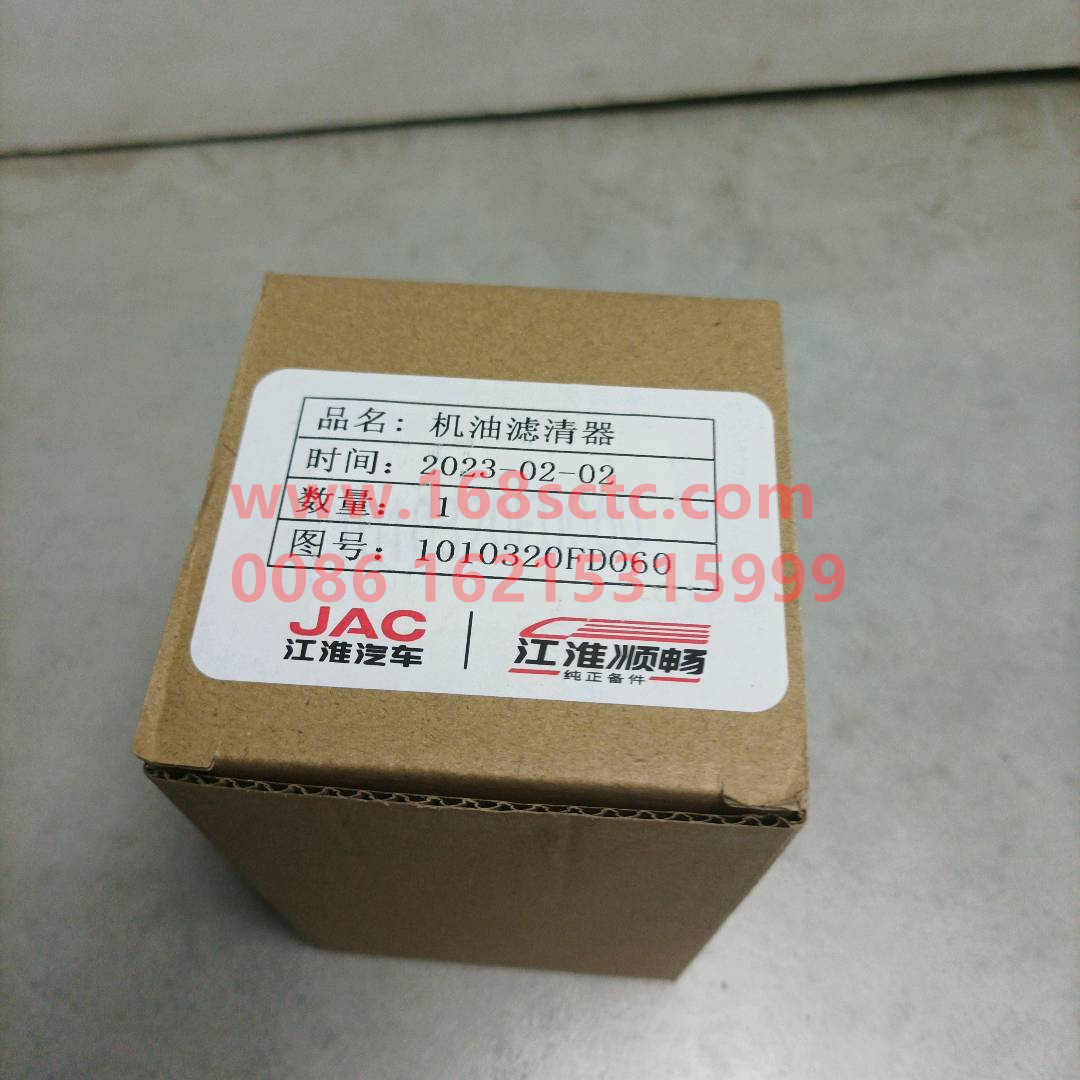 品名: 机油滤清器
时间: 2023-02-02
www.168sctc.com
数量: 1
图号: 1010320FD060
0086 16215315999
JAC
江淮汽车
江淮顺畅
纯正备件